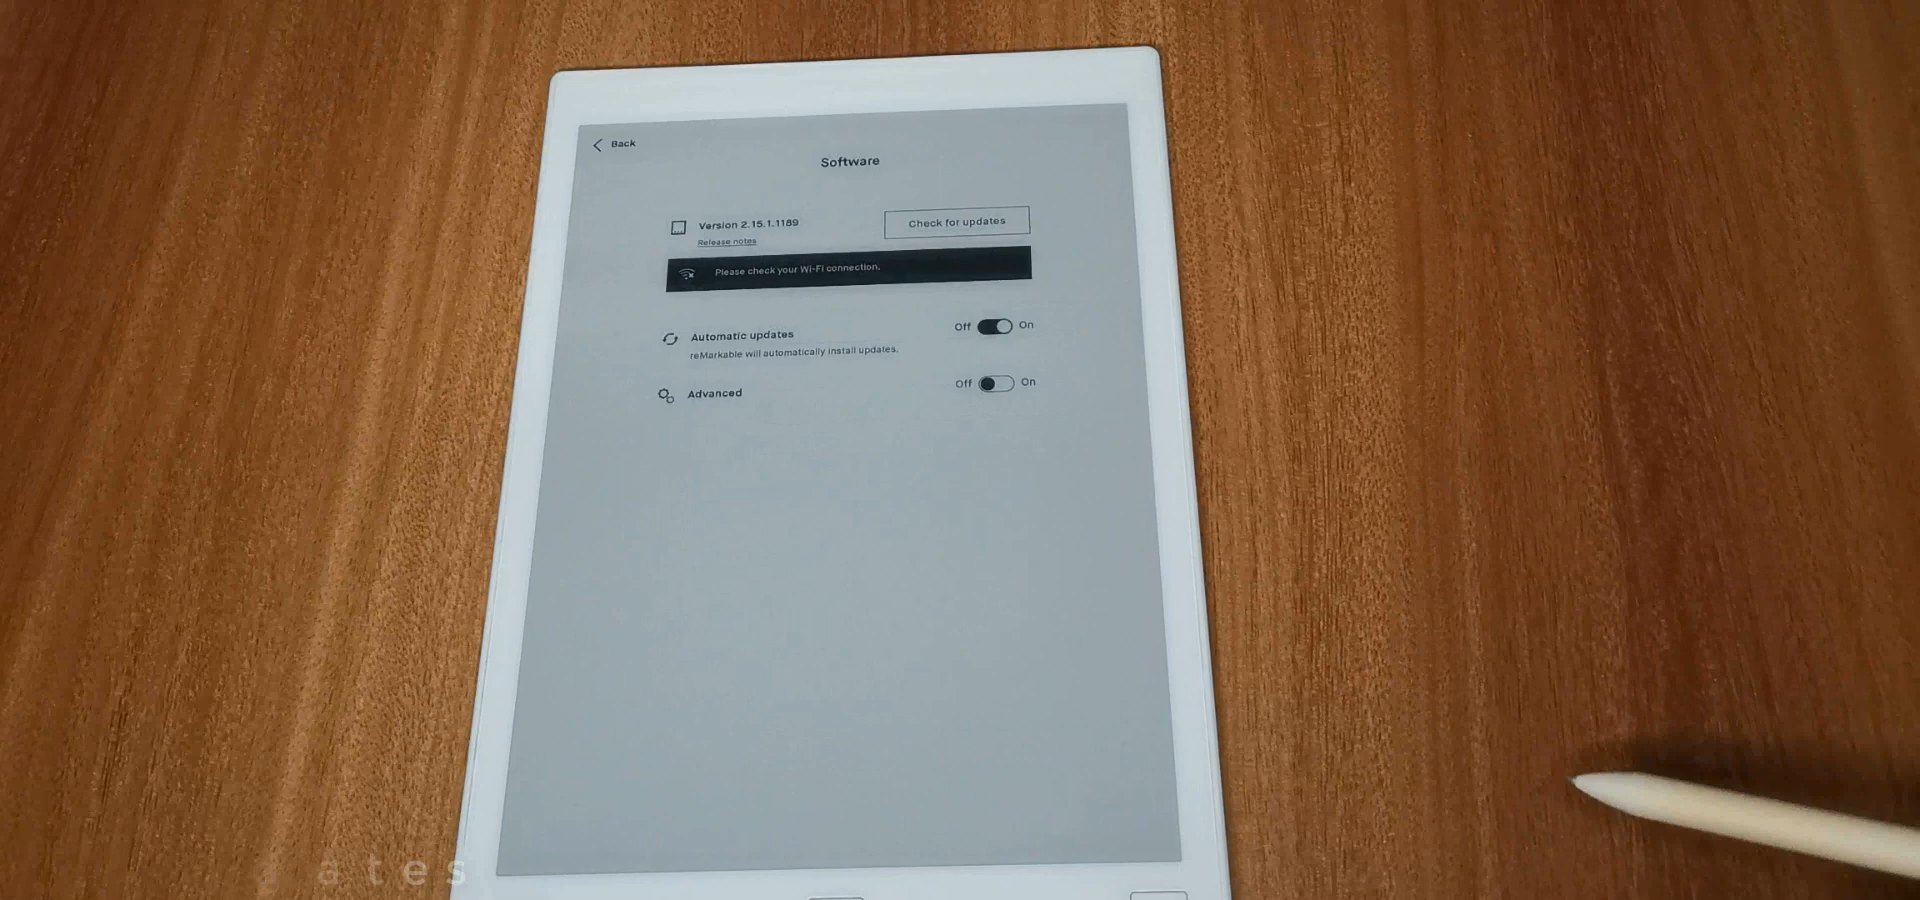 Back
Software
Version 2.15.1.1189
Check for updates
Release notes
Please check your Wi-Fi connection.
Automatic updates
Off
On
reMarkable will automatically install updates.
Advanced
Off
On
ates